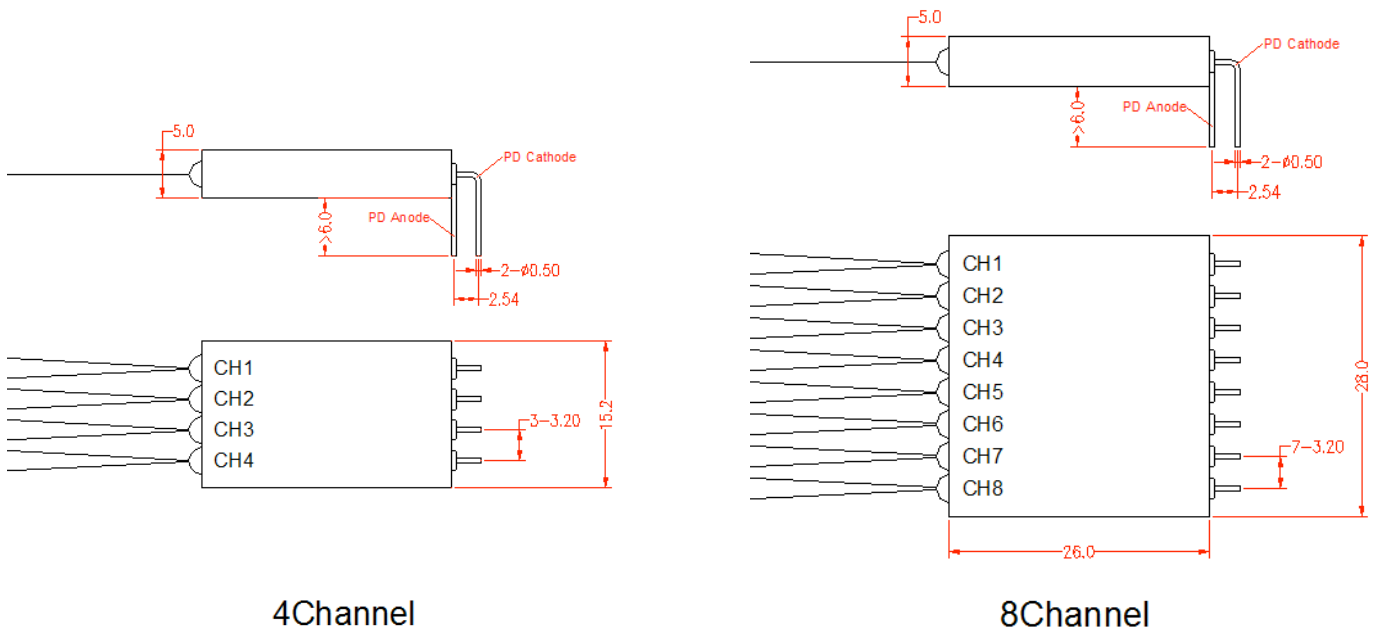 5.0
PD Cathode
>6.0
PD Anode
2-ø0.50
2.54
CH1
CH2
CH3
CH4
3-3.20
15.2
4Channel
5.0
PD Cathode
>6.0
PD Anode
2-ø0.50
2.54
CH1
CH2
CH3
CH4
CH5
CH6
CH7
CH8
7-3.20
28.0
26.0
8Channel